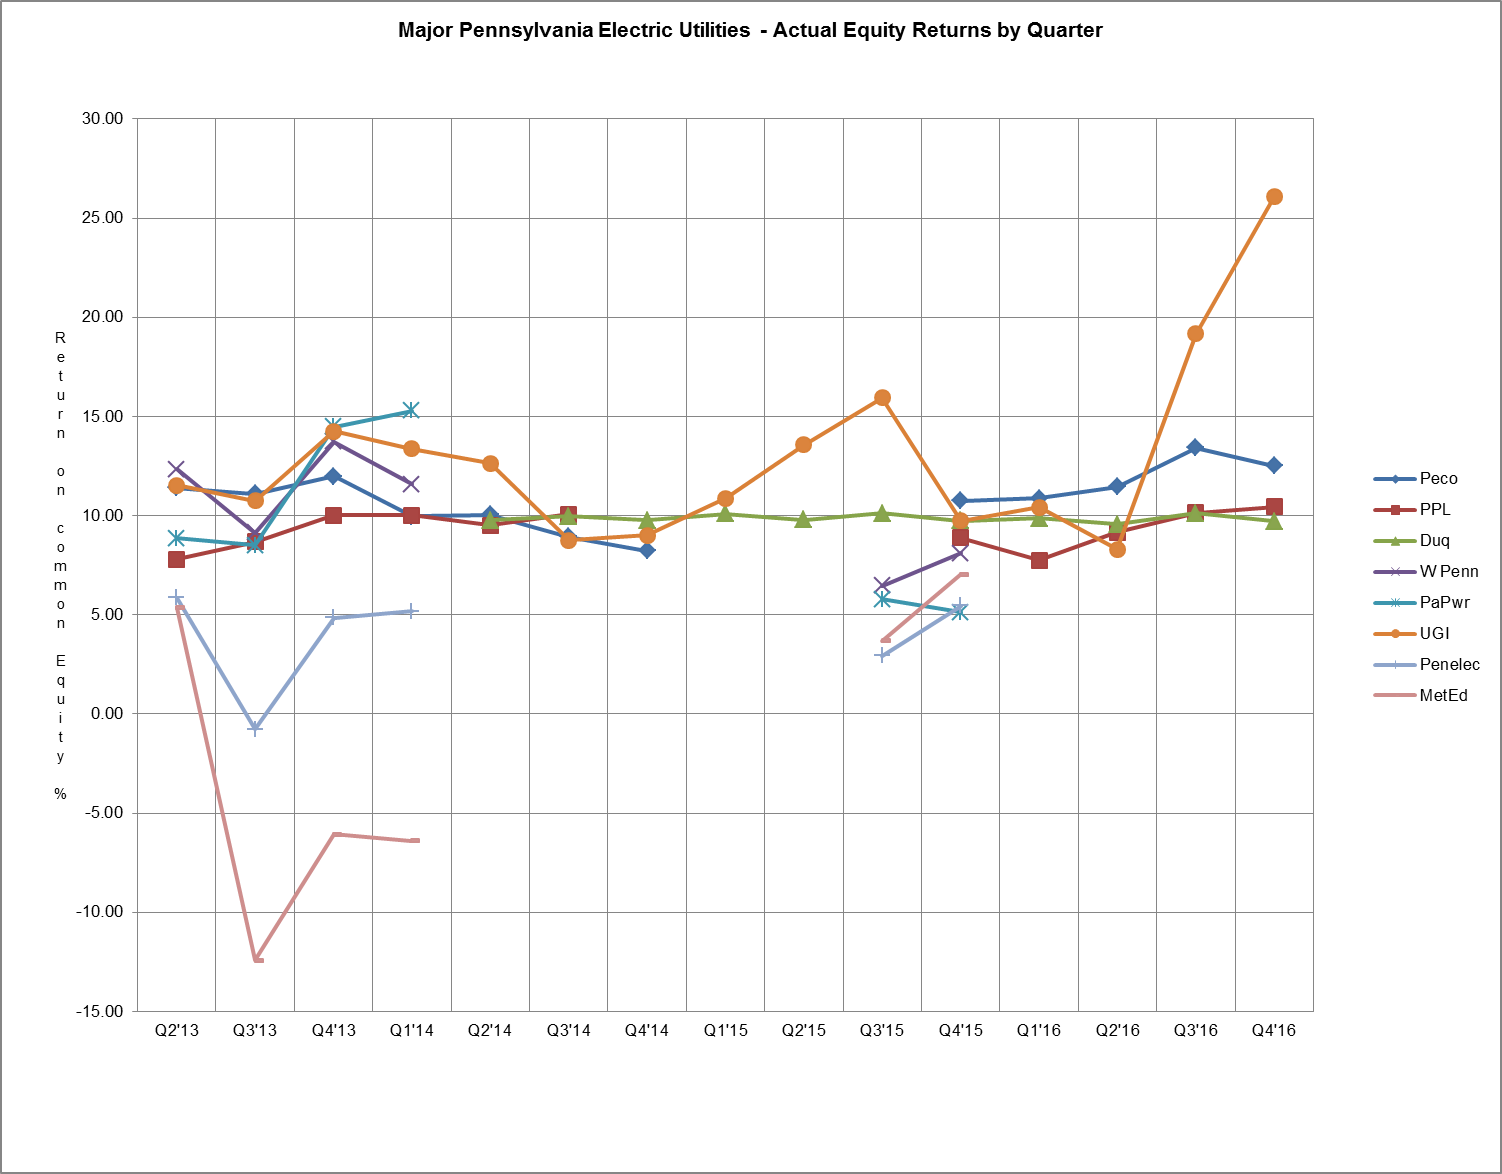 Major Pennsylvania Electric Utilities - Actual Equity Returns by Quarter
30.00
25.00
20.00
15.00
10.00
5.00
0.00
-5.00
-10.00
-15.00
Return on common Equity %
Q2'13 Q3'13 Q4'13 Q1'14 Q2'14 Q3'14 Q4'14 Q1'15 Q2'15 Q3'15 Q4'15 Q1'16 Q2'16 Q3'16 Q4'16
Peco
PPL
Duq
W Penn
PaPwr
UGI
Penelec
MetEd